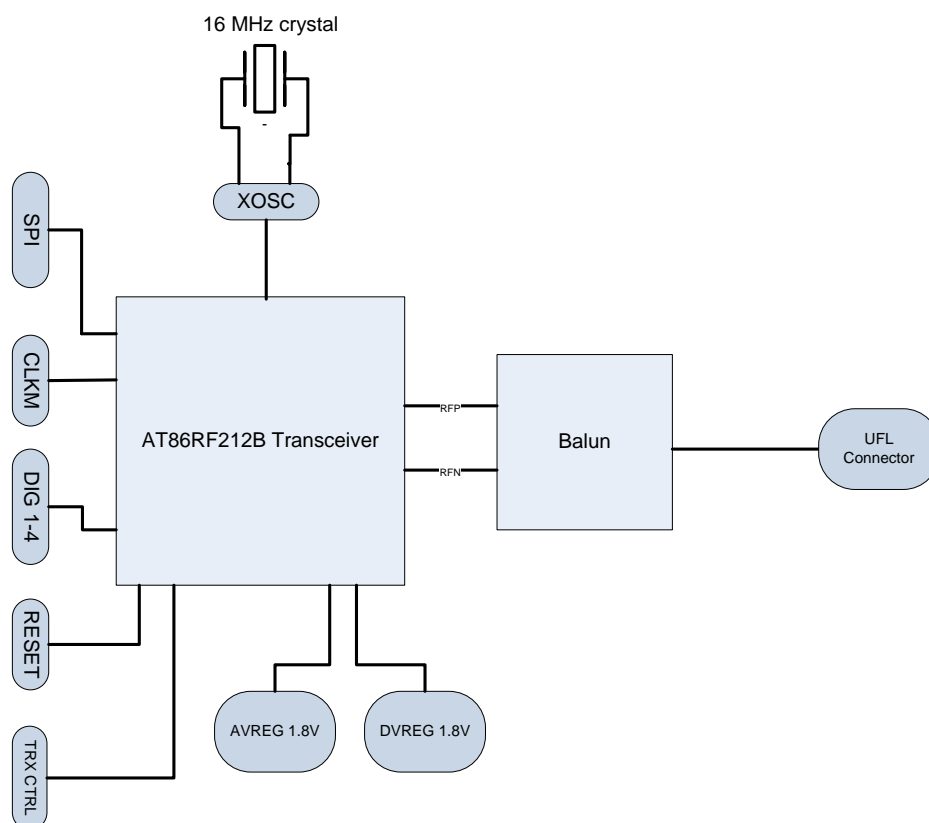 16 MHz crystal
XOSC
SPI
CLKM
DIG 1-4
RESET
TRX CTRL
AT86RF212B Transceiver
RFP
RFN
Balun
UFL
Connector
AVREG 1.8V
DVREG 1.8V